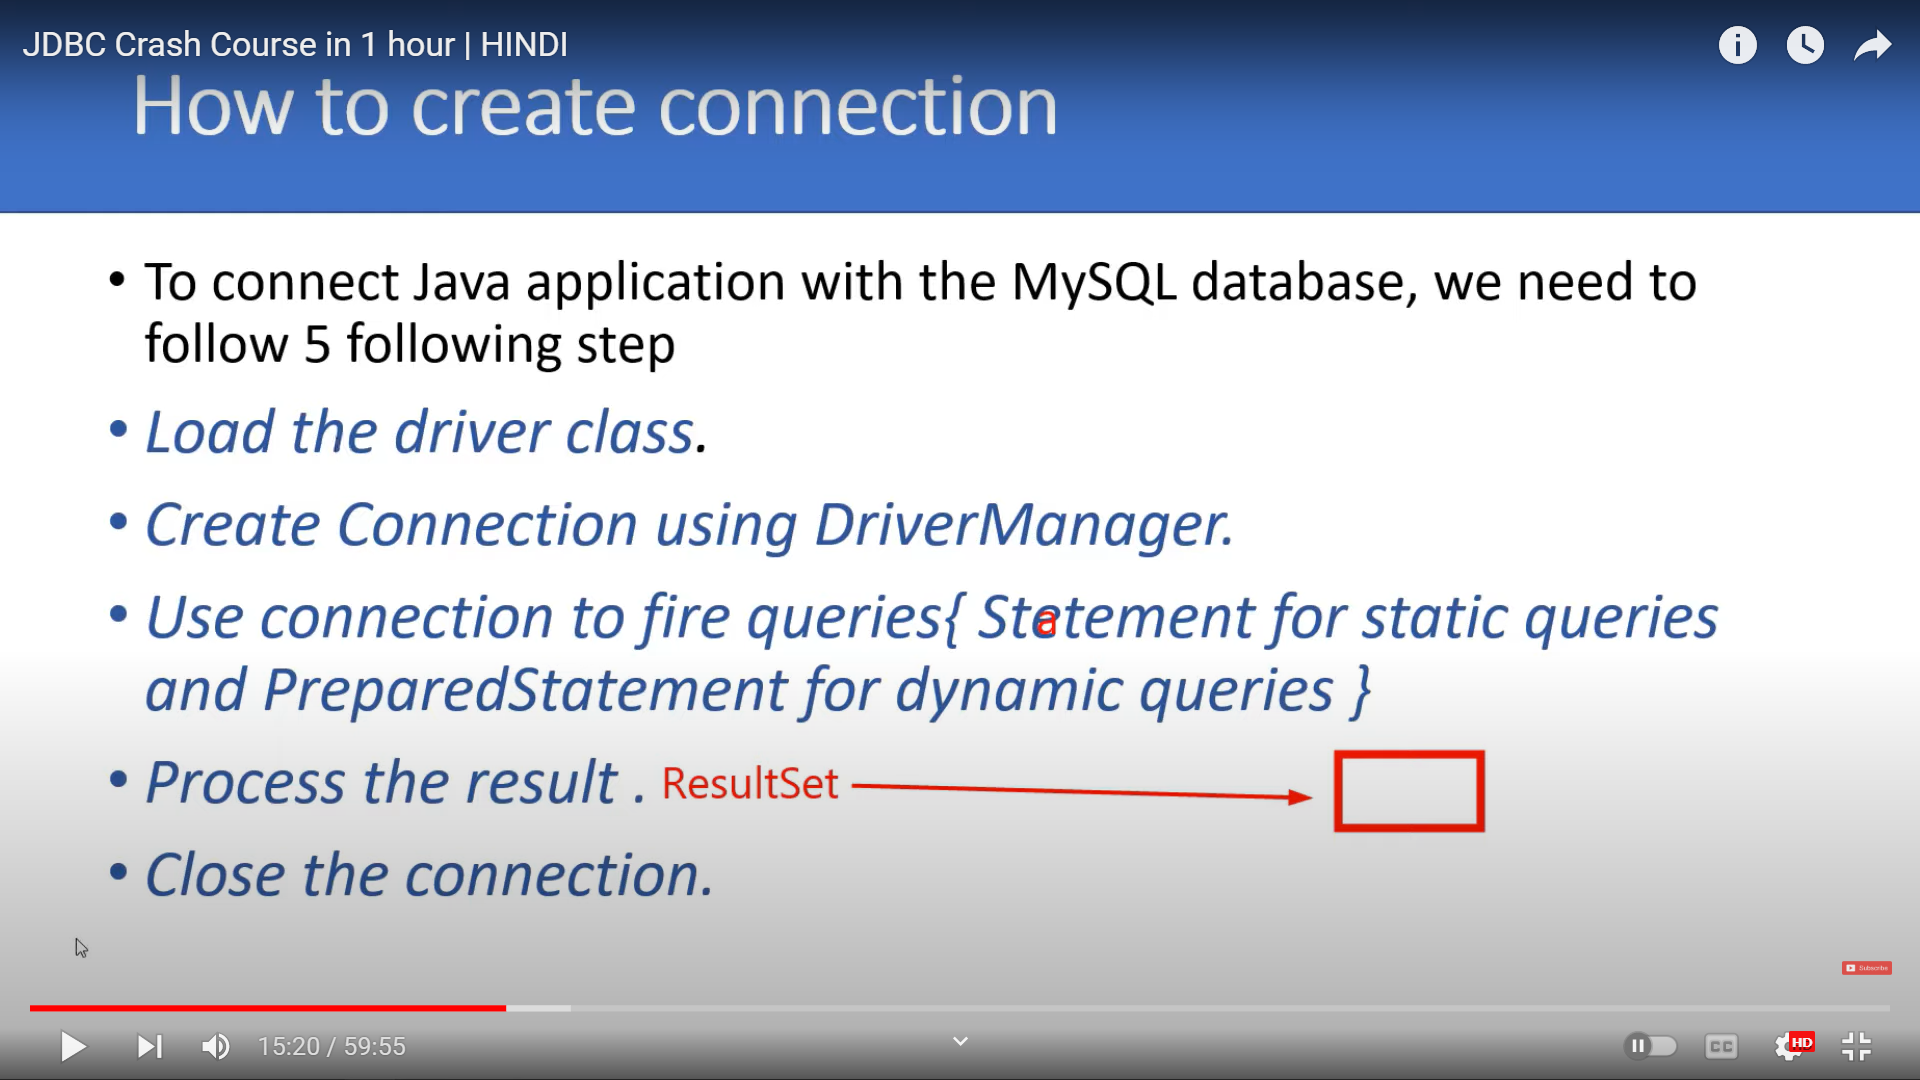 JDBC Crash Course in 1 hour | HINDI
How to create connection
• To connect Java application with the MySQL database, we need to
follow 5 following step
• Load the driver class.
• Create Connection using DriverManager.
• Use connection to fire queries{ Statement for static queries
and PreparedStatement for dynamic queries }
• Process the result . ResultSet
• Close the connection.
Subscribe
15:20 / 59:55
CC
HD